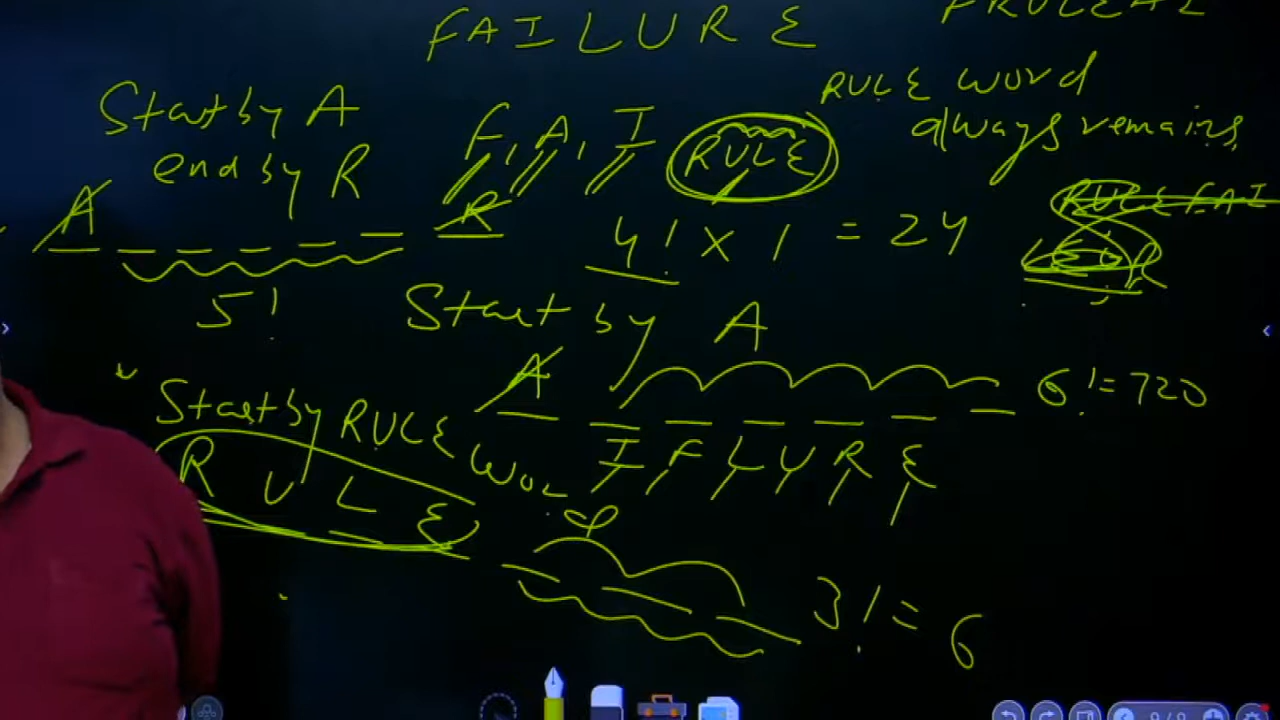 FAILURE
Start by A
end by R
A _ _ _ _ _ R
5!
F, A, I RULE
RULE word
always remains
RULE FAI
4! × 1 = 24
Start by A
A _ _ _ _ _ _ 6! = 720
I F L U R E
Start by RULE
R U L E
_ _ _ 3! = 6